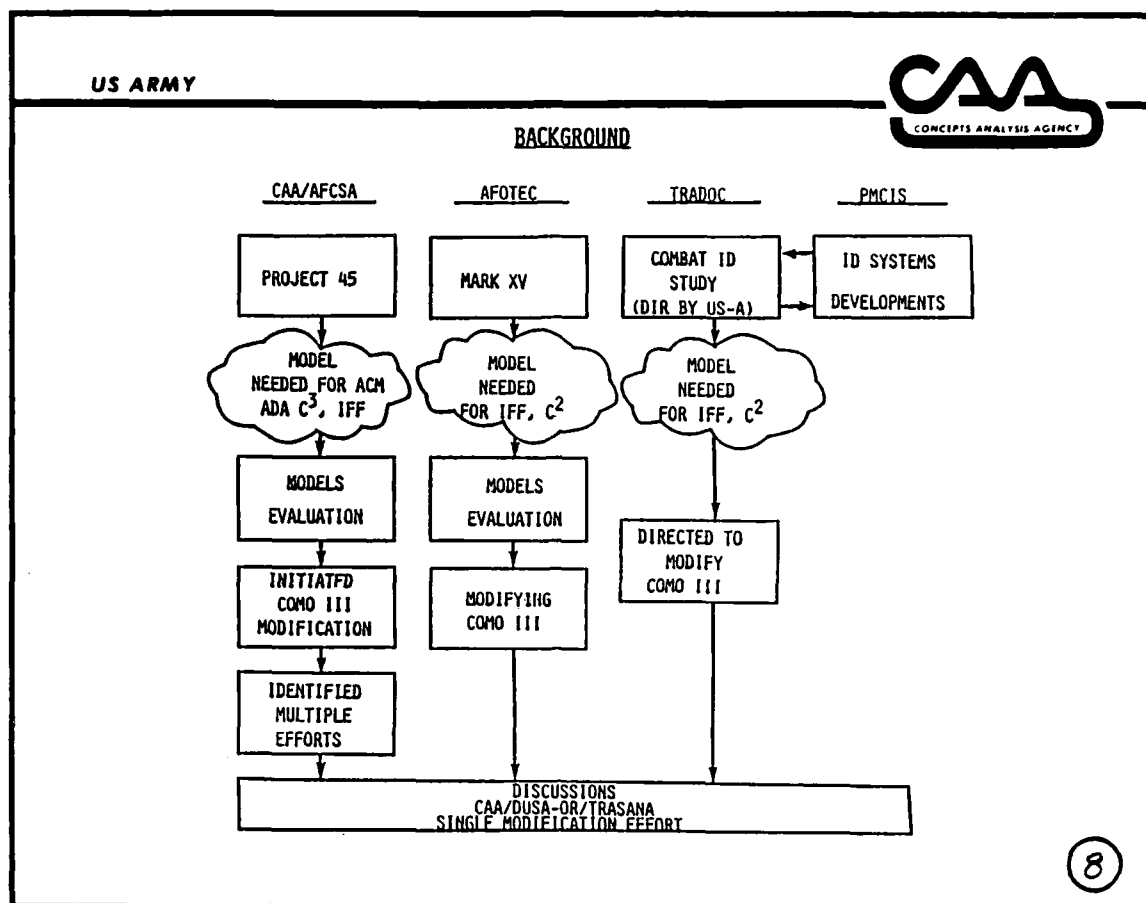 US ARMY
CAA
CONCEPTS ANALYSIS AGENCY
BACKGROUND
CAA/AFCSA
PROJECT 45
MODEL
NEEDED FOR ACM
ADA C³, IFF
MODELS
EVALUATION
INITIATFD
COMO III
MODIFICATION
IDENTIFIED
MULTIPLE
EFFORTS
AFOTEC
MARK XV
MODEL
NEEDED
FOR IFF, C²
MODELS
EVALUATION
MODIFYING
COMO III
TRADOC
COMBAT ID
STUDY
(DIR BY US-A)
MODEL
NEEDED
FOR IFF, C²
DIRECTED TO
MODIFY
COMO III
PMCIS
ID SYSTEMS
DEVELOPMENTS
DISCUSSIONS
CAA/DUSA-OR/TRASANA
SINGLE MODIFICATION EFFORT
8